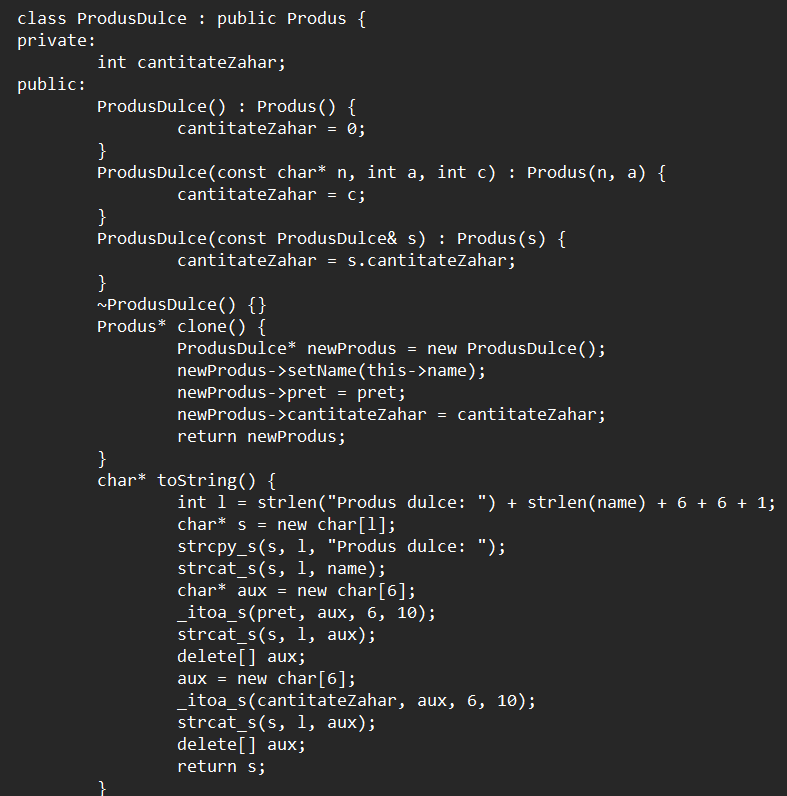 class ProdusDulce : public Produs {
private:
        int cantitateZahar;
public:
        ProdusDulce() : Produs() {
                cantitateZahar = 0;
        }
        ProdusDulce(const char* n, int a, int c) : Produs(n, a) {
                cantitateZahar = c;
        }
        ProdusDulce(const ProdusDulce& s) : Produs(s) {
                cantitateZahar = s.cantitateZahar;
        }
        ~ProdusDulce() {}
        Produs* clone() {
                ProdusDulce* newProdus = new ProdusDulce();
                newProdus->setName(this->name);
                newProdus->pret = pret;
                newProdus->cantitateZahar = cantitateZahar;
                return newProdus;
        }
        char* toString() {
                int l = strlen("Produs dulce: ") + strlen(name) + 6 + 6 + 1;
                char* s = new char[l];
                strcpy_s(s, l, "Produs dulce: ");
                strcat_s(s, l, name);
                char* aux = new char[6];
                _itoa_s(pret, aux, 6, 10);
                strcat_s(s, l, aux);
                delete[] aux;
                aux = new char[6];
                _itoa_s(cantitateZahar, aux, 6, 10);
                strcat_s(s, l, aux);
                delete[] aux;
                return s;
        }